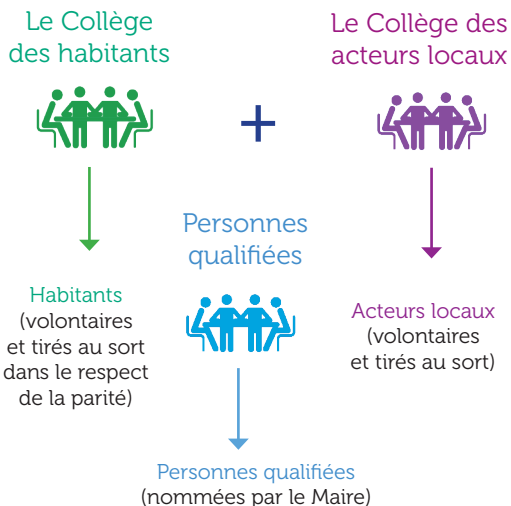 Le Collège
des habitants
Le Collège des
acteurs locaux
+
Personnes
qualifiées
Habitants
(volontaires
et tirés au sort
dans le respect
de la parité)
Acteurs locaux
(volontaires
et tirés au sort)
Personnes qualifiées
(nommées par le Maire)